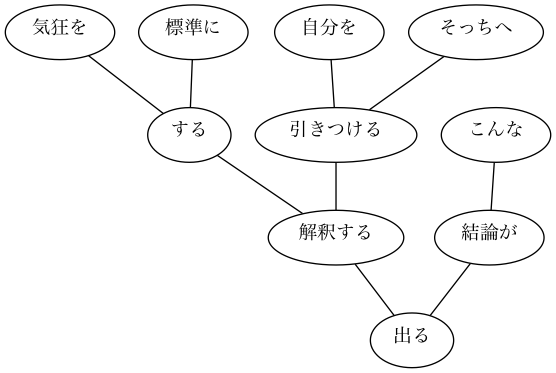 気狂を 標準に 自分を そっちへ
する 引きつける こんな
解釈する 結論が
出る